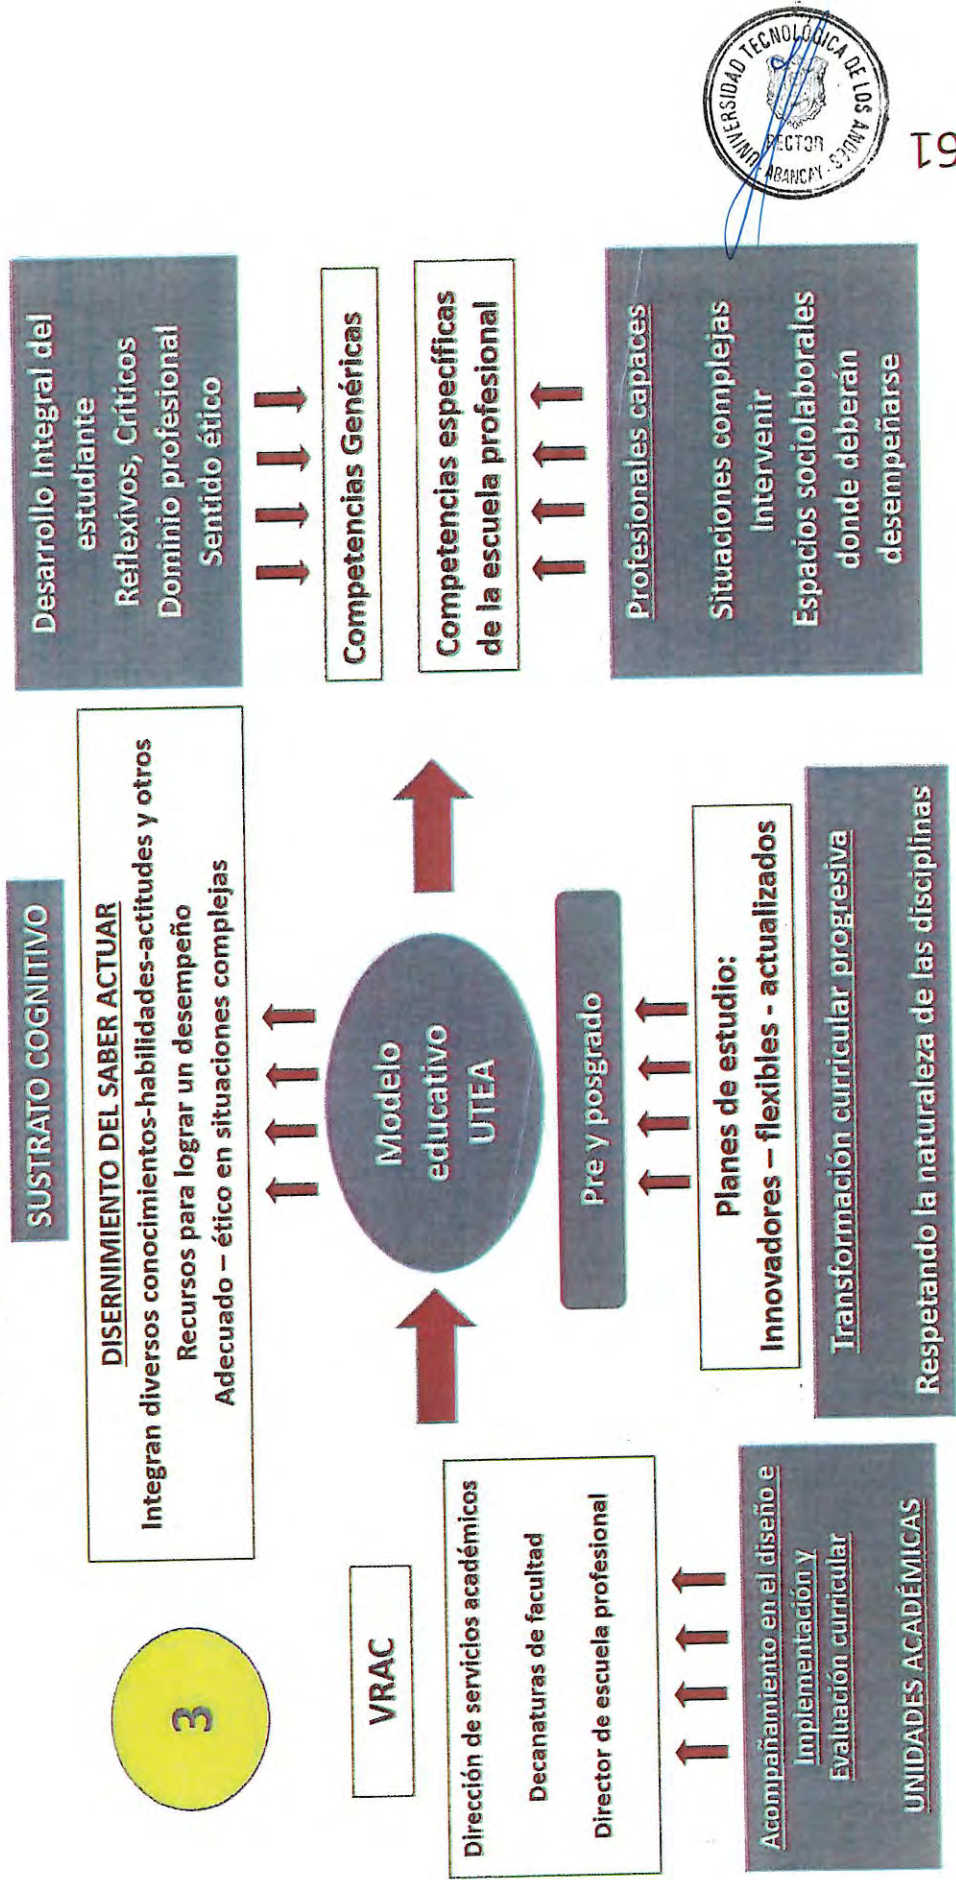 3
SUSTRATO COGNITIVO
DISERNIMIENTO DEL SABER ACTUAR
Integran diversos conocimientos-habilidades-actitudes y otros
Recursos para lograr un desempeño
Adecuado – ético en situaciones complejas
Desarrollo Integral del
estudiante
Reflexivos, Críticos
Dominio profesional
Sentido ético
VRAC
Dirección de servicios académicos
Decanaturas de facultad
Director de escuela profesional
Modelo
educativo
UTEA
Competencias Genéricas
Competencias específicas
de la escuela profesional
Pre y posgrado
Planes de estudio:
Innovadores – flexibles - actualizados
Acompañamiento en el diseño e
Implementación y
Evaluación curricular
UNIDADES ACADÉMICAS
Transformación curricular progresiva
Respetando la naturaleza de las disciplinas
Profesionales capaces
Situaciones complejas
Intervenir
Espacios sociolaborales
donde deberán
desempeñarse
UNIVERSIDAD TECNOLÓGICA DE LOS ANDES
RECTOR
ABANCAY
61